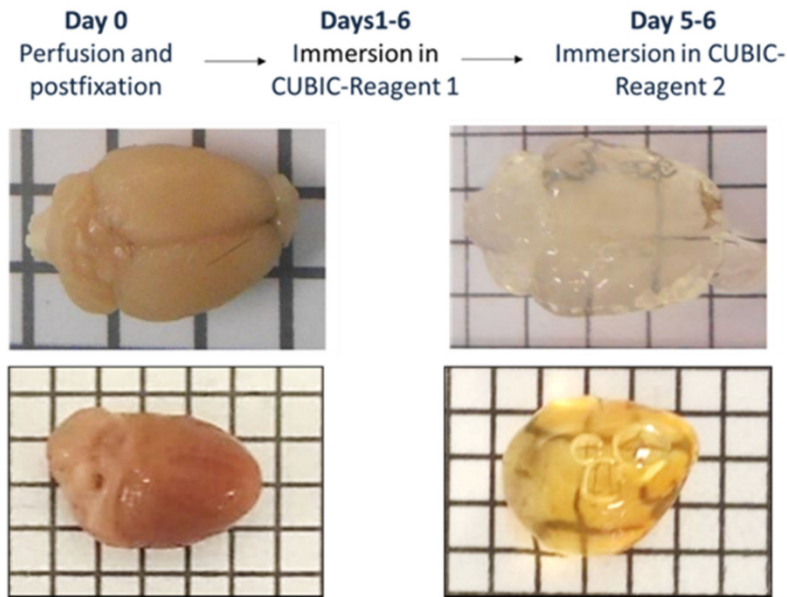 Day 0
Perfusion and
postfixation
Days1-6
Immersion in
CUBIC-Reagent 1
Day 5-6
Immersion in CUBIC-
Reagent 2